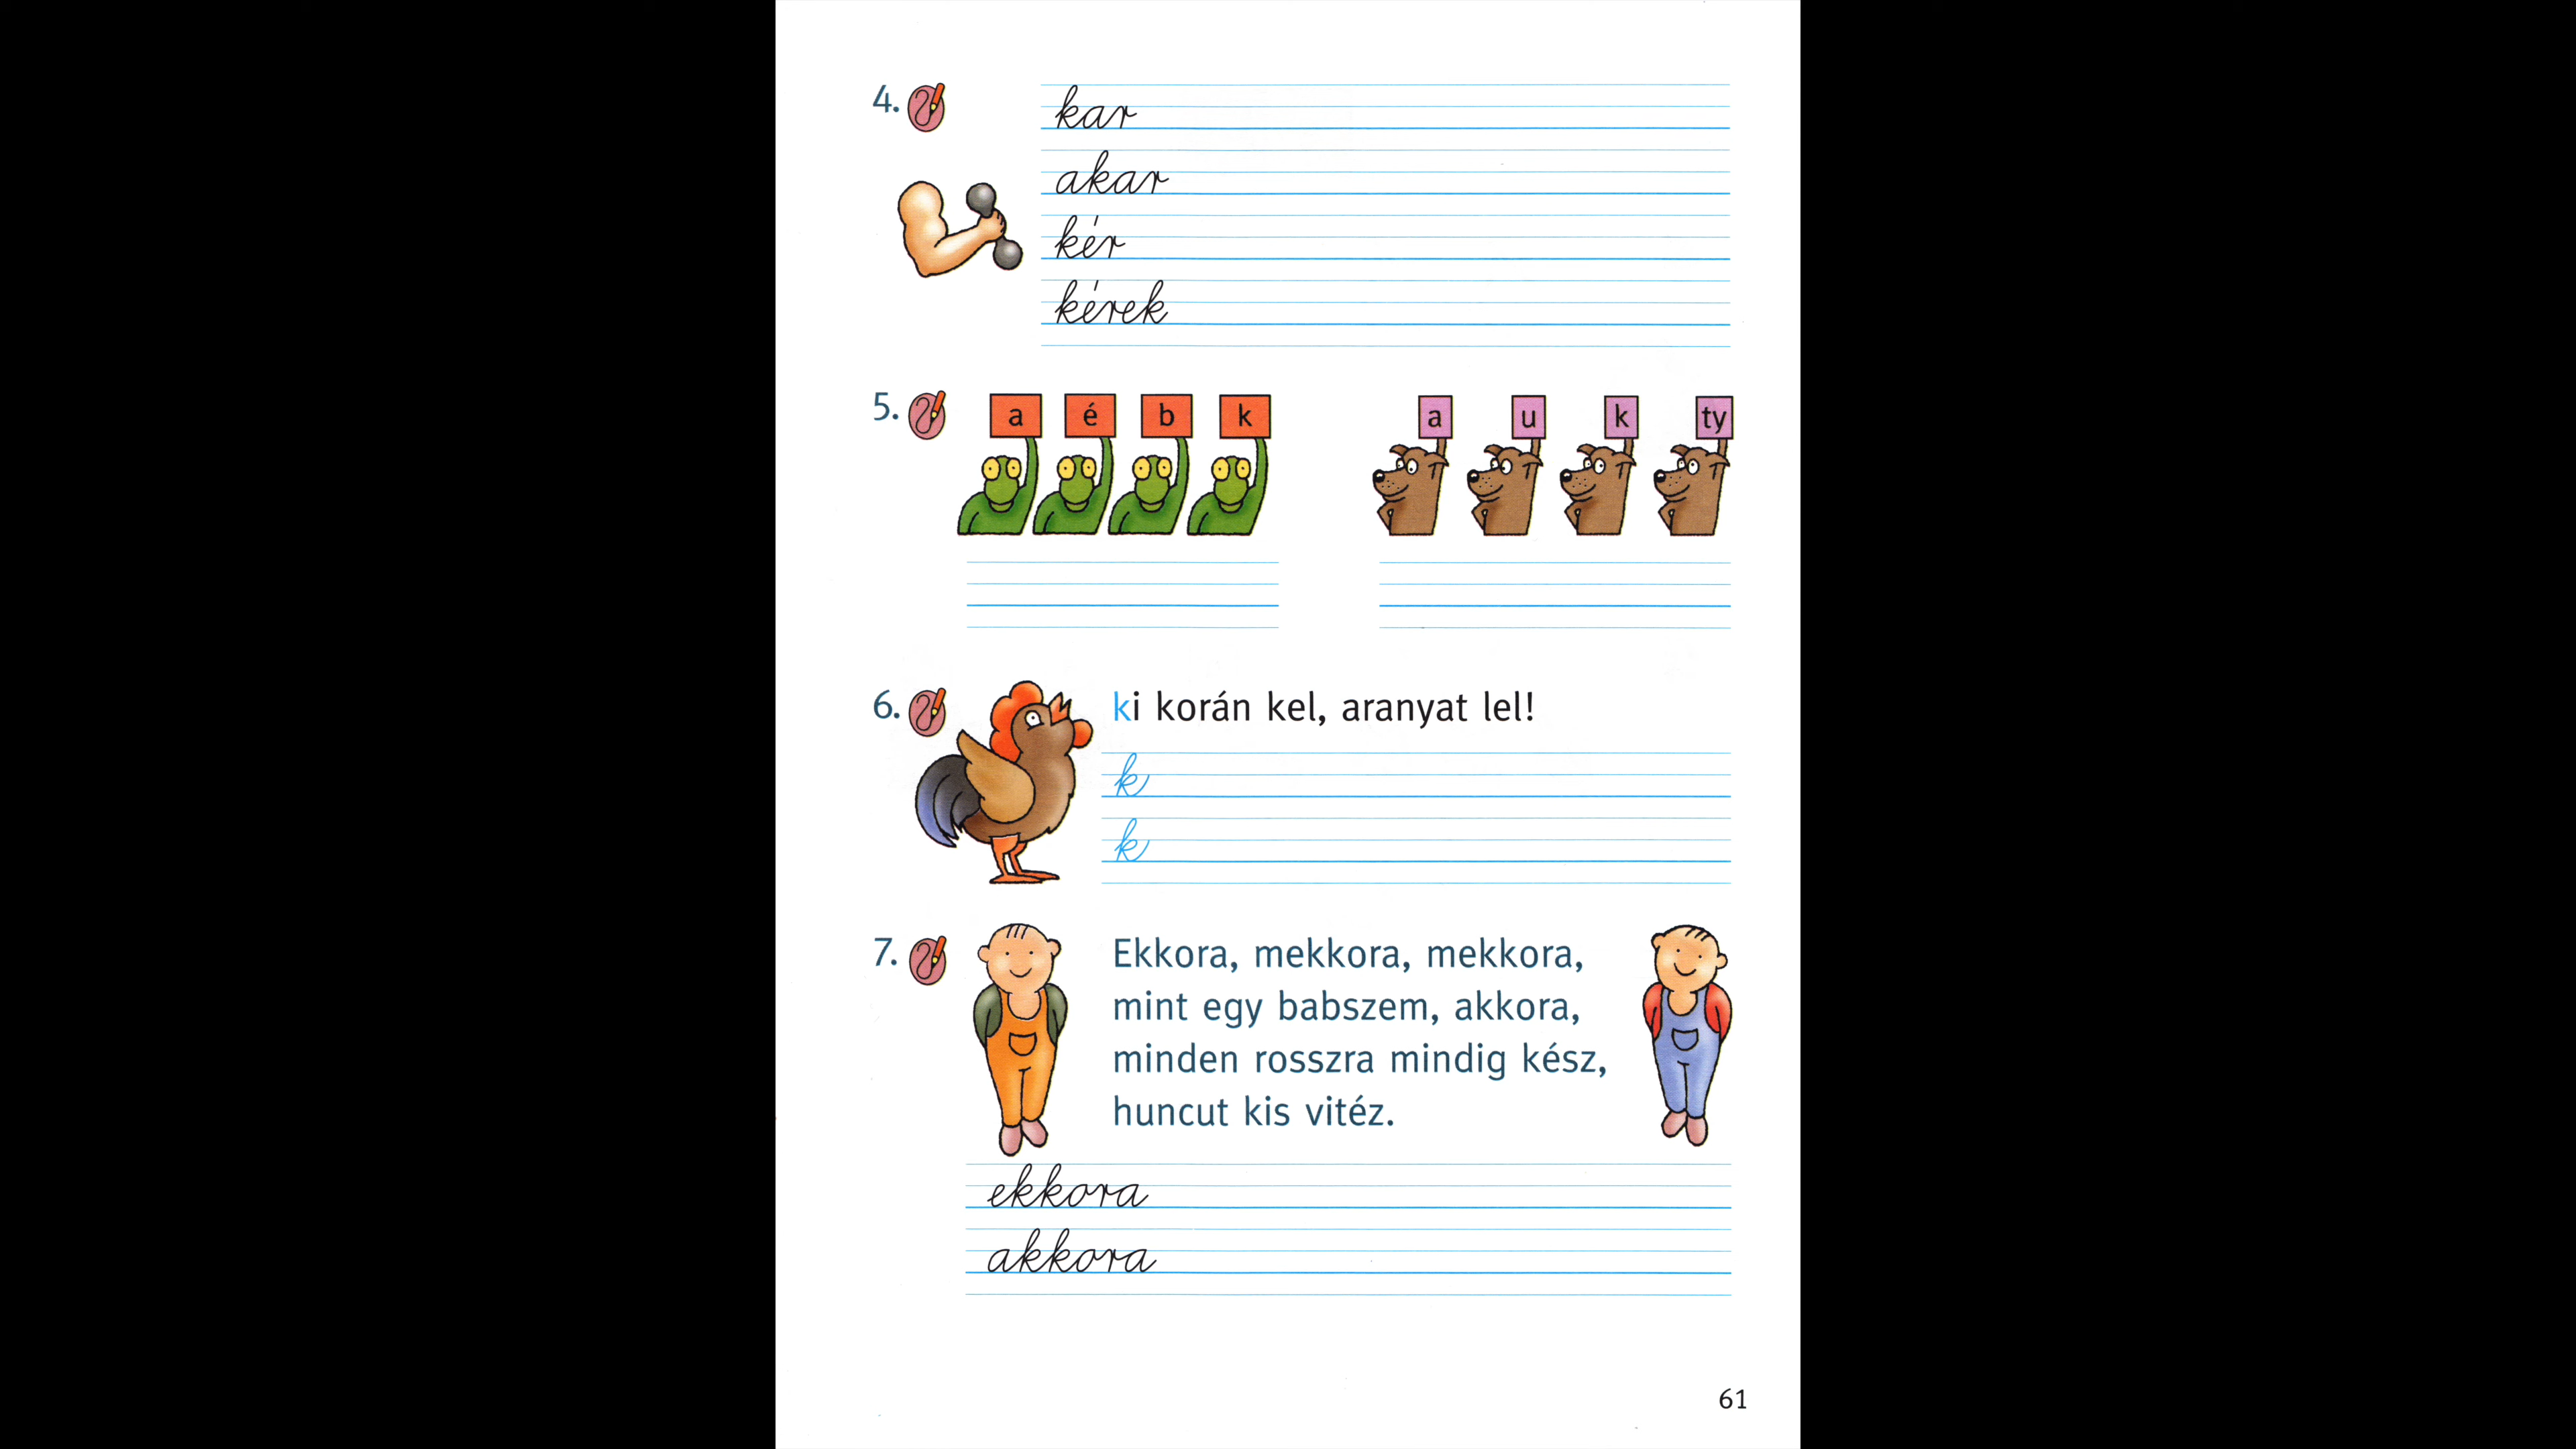 4.
kar
akar
kér
kérek
5.
a é b k
a u k ty
6.
ki korán kel, aranyat lel!
k
k
7.
Ekkora, mekkora, mekkora,
mint egy babszem, akkora,
minden rosszra mindig kész,
huncut kis vitéz.
ekkora
akkora
61